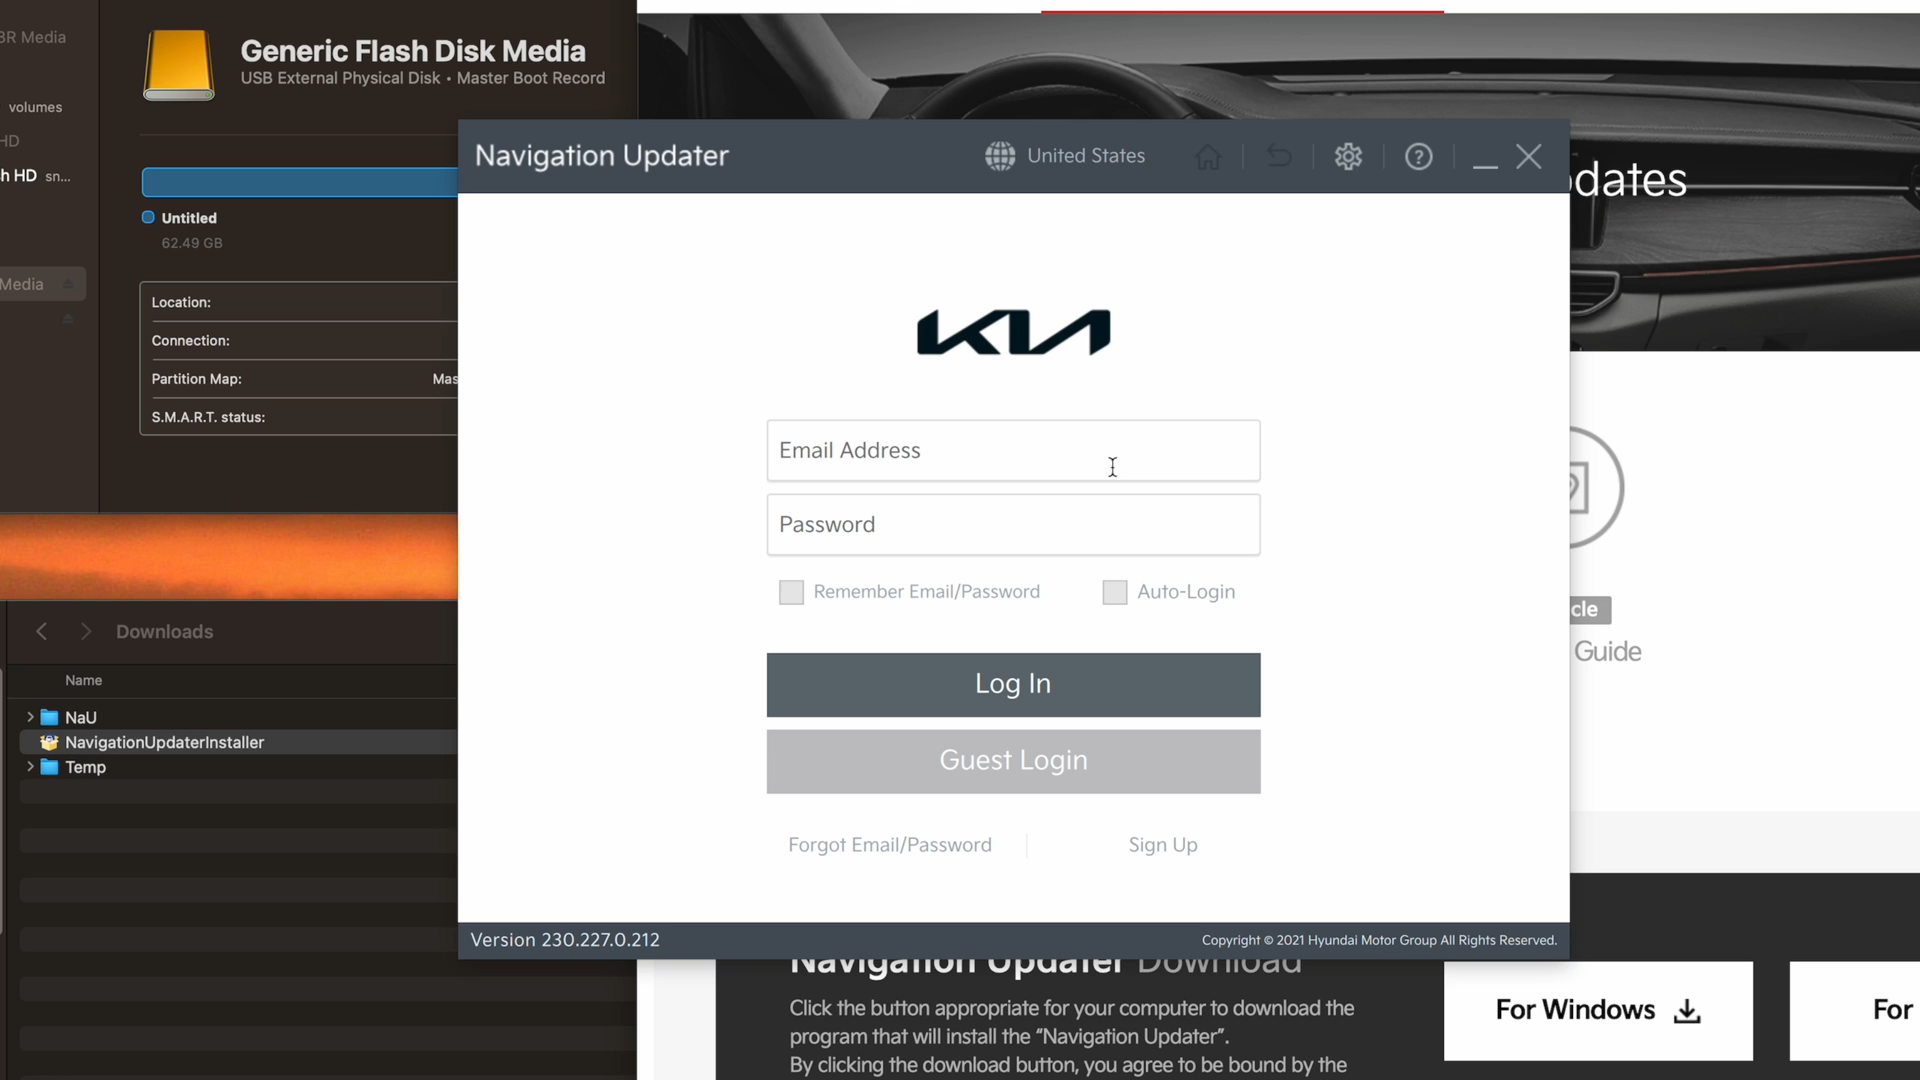 BR Media
volumes
HD
h HD sn...
Media
Generic Flash Disk Media
USB External Physical Disk • Master Boot Record
Untitled
62.49 GB
Location:
Connection:
Partition Map: Mas
S.M.A.R.T. status:
Downloads
Name
NaU
NavigationUpdaterInstaller
Temp
Navigation Updater
United States
KIA
Email Address
Password
Remember Email/Password
Auto-Login
Log In
Guest Login
Forgot Email/Password
Sign Up
Version 230.227.0.212
Copyright © 2021 Hyundai Motor Group All Rights Reserved.
pdates
cle
Guide
Navigation Updater Download
Click the button appropriate for your computer to download the
program that will install the “Navigation Updater”.
By clicking the download button, you agree to be bound by the
For Windows
For